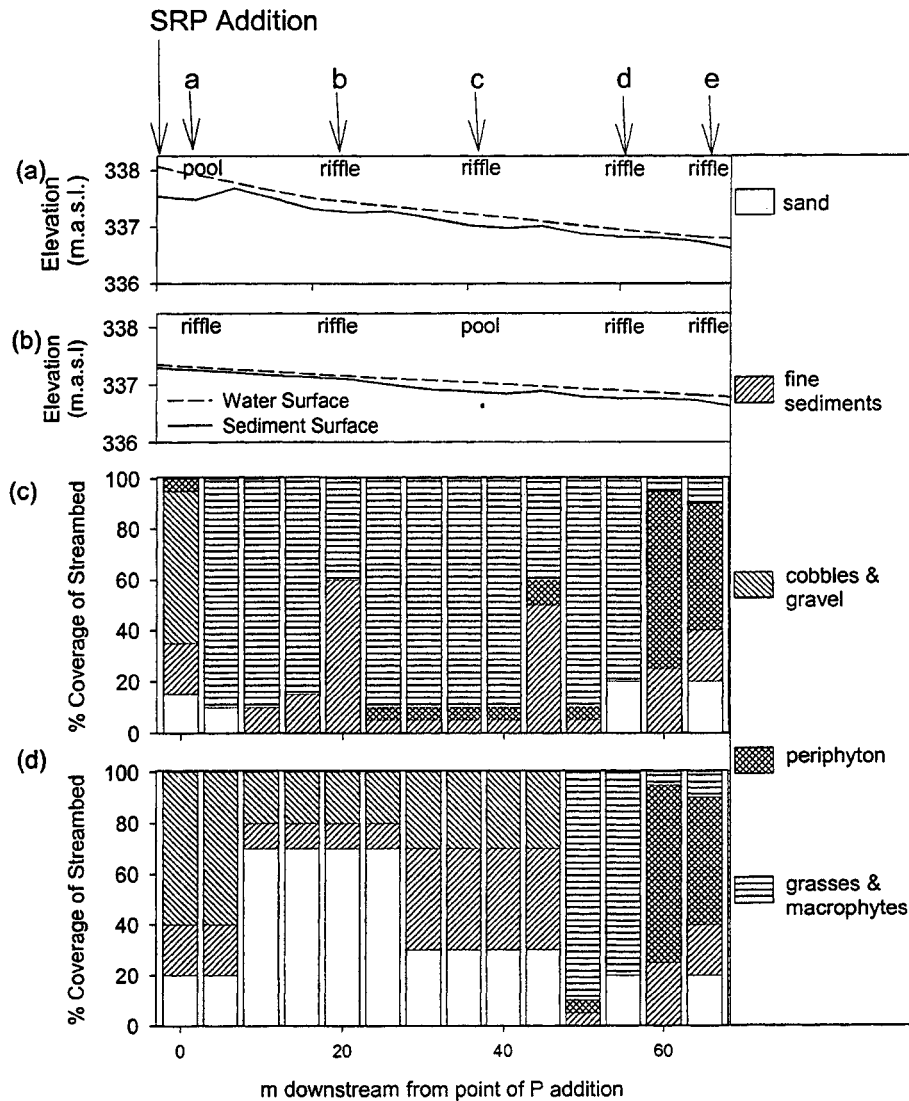 SRP Addition
a b c d e
(a)
pool riffle riffle riffle riffle
338
337
336
Elevation
(m.a.s.l.)
sand
(b)
riffle riffle pool riffle riffle
338
337
336
Elevation
(m.a.s.l)
Water Surface
Sediment Surface
fine
sediments
(c)
100
80
60
40
20
0
% Coverage of Streambed
cobbles &
gravel
periphyton
(d)
100
80
60
40
20
0
% Coverage of Streambed
grasses &
macrophytes
0 20 40 60
m downstream from point of P addition